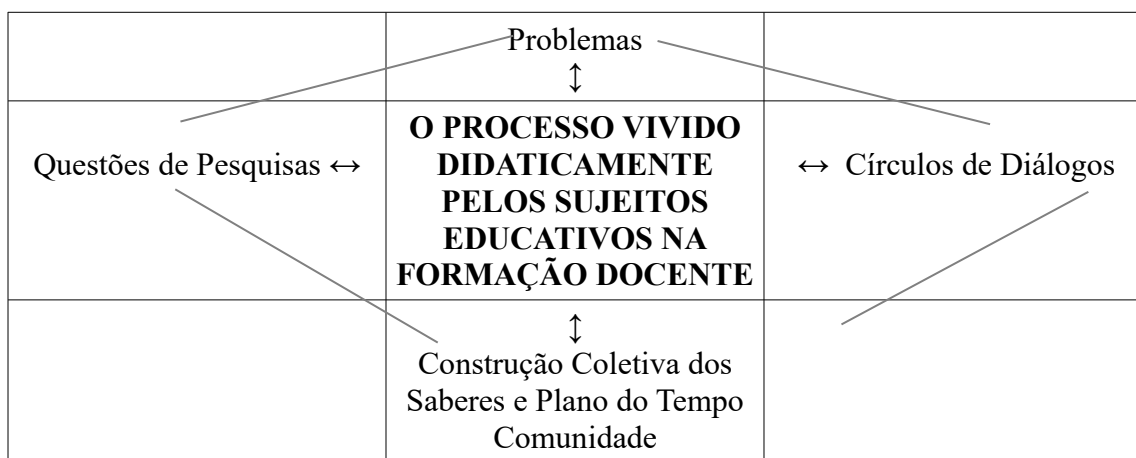 Problemas
↕
O PROCESSO VIVIDO
Questões de Pesquisas ↔
DIDATICAMENTE
↔ Círculos de Diálogos
PELOS SUJEITOS
EDUCATIVOS NA
FORMAÇÃO DOCENTE
↕
Construção Coletiva dos
Saberes e Plano do Tempo
Comunidade